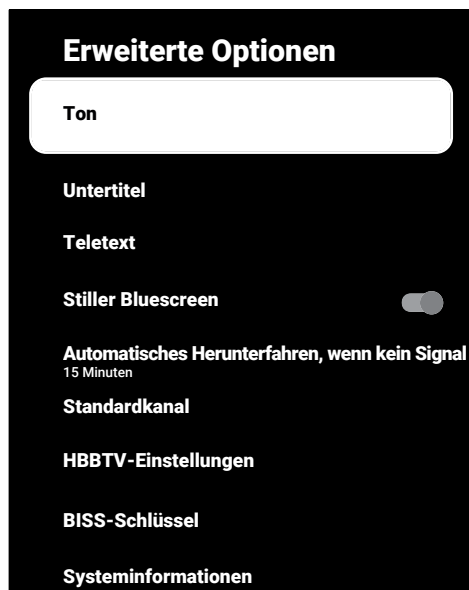 Erweiterte Optionen
Ton
Untertitel
Teletext
Stiller Bluescreen
Automatisches Herunterfahren, wenn kein Signal
15 Minuten
Standardkanal
HBBTV-Einstellungen
BISS-Schlüssel
Systeminformationen